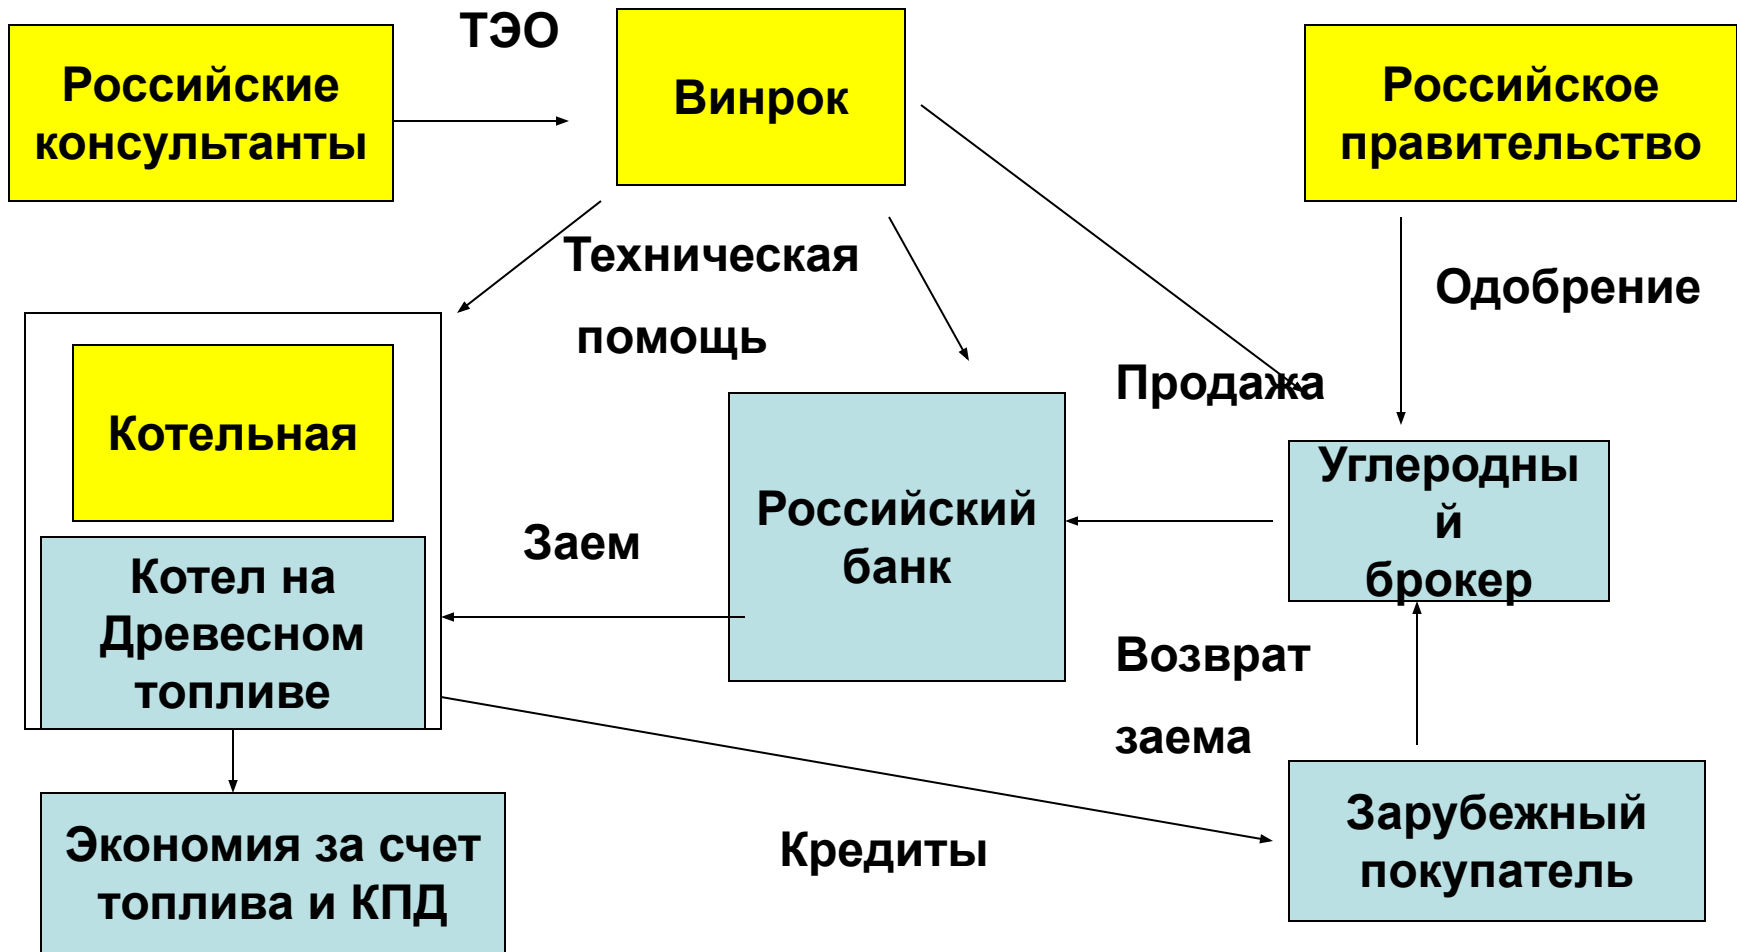 ТЭО
Российские
консультанты
Винрок
Российское
правительство
Техническая
помощь
Одобрение
Продажа
Котельная
Углеродны
й
брокер
Российский
банк
Заем
Котел на
Древесном
топливе
Возврат
заема
Зарубежный
покупатель
Кредиты
Экономия за счет
топлива и КПД